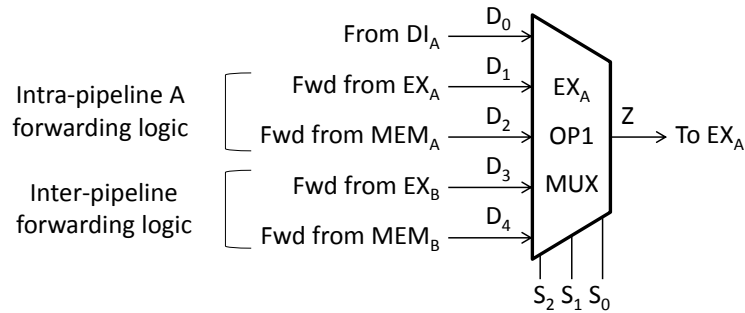 From DI_A D_0
Intra-pipeline A
forwarding logic
Fwd from EX_A D_1
Fwd from MEM_A D_2
Inter-pipeline
forwarding logic
Fwd from EX_B D_3
Fwd from MEM_B D_4
EX_A
OP1
MUX
Z
To EX_A
S_2 S_1 S_0